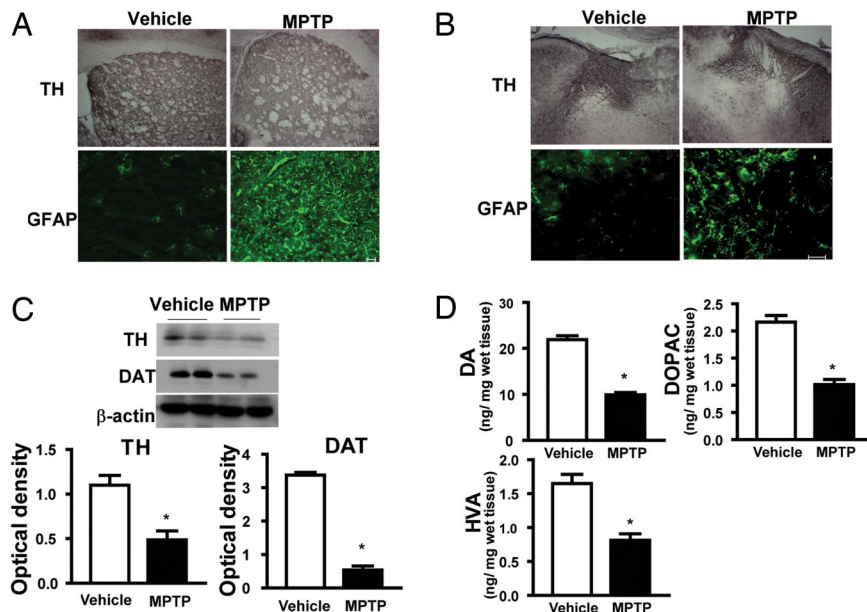 A
Vehicle MPTP
TH
GFAP
B
Vehicle MPTP
TH
GFAP
C
Vehicle MPTP
TH
DAT
β-actin
TH
Optical density
1.5
1.0
0.5
0.0
*
Vehicle MPTP
DAT
Optical density
4
3
2
1
0
*
Vehicle MPTP
D
DA
(ng/ mg wet tissue)
30
20
10
0
*
Vehicle MPTP
DOPAC
(ng/ mg wet tissue)
2.5
2.0
1.5
1.0
0.5
0.0
*
Vehicle MPTP
HVA
(ng/ mg wet tissue)
2.0
1.5
1.0
0.5
0.0
*
Vehicle MPTP